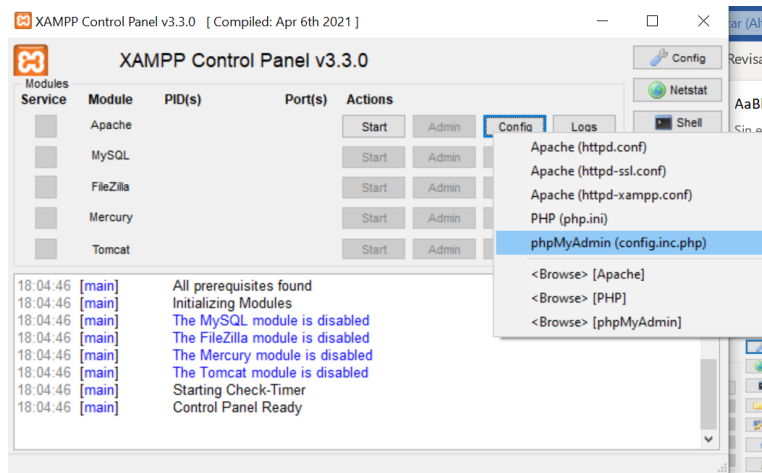 XAMPP Control Panel v3.3.0 [ Compiled: Apr 6th 2021 ]
XAMPP Control Panel v3.3.0
Config
Modules
Service Module PID(s) Port(s) Actions
Netstat
Apache Start Admin Config Logs
Shell
MySQL Start Admin
FileZilla Start Admin
Mercury Start Admin
Tomcat Start Admin
Apache (httpd.conf)
Apache (httpd-ssl.conf)
Apache (httpd-xampp.conf)
PHP (php.ini)
phpMyAdmin (config.inc.php)
<Browse> [Apache]
<Browse> [PHP]
<Browse> [phpMyAdmin]
18:04:46 [main] All prerequisites found
18:04:46 [main] Initializing Modules
18:04:46 [main] The MySQL module is disabled
18:04:46 [main] The FileZilla module is disabled
18:04:46 [main] The Mercury module is disabled
18:04:46 [main] The Tomcat module is disabled
18:04:46 [main] Starting Check-Timer
18:04:46 [main] Control Panel Ready